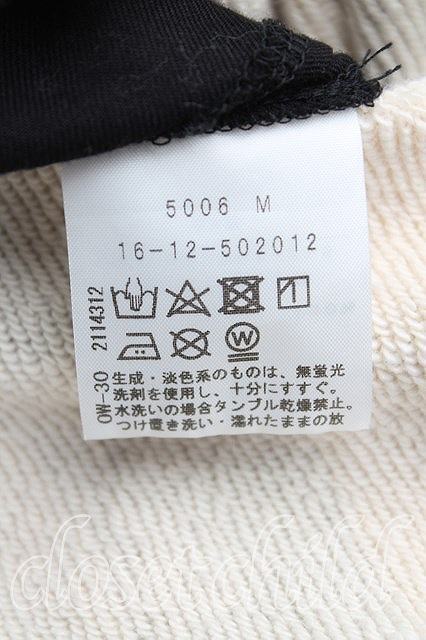 5006 M
16-12-502012
2114312
W
OW-30
生成・淡色系のものは、無蛍光
洗剤を使用し、十分にすすぐ。
水洗いの場合タンブル乾燥禁止。
つけ置き洗い・濡れたままの放
closet child